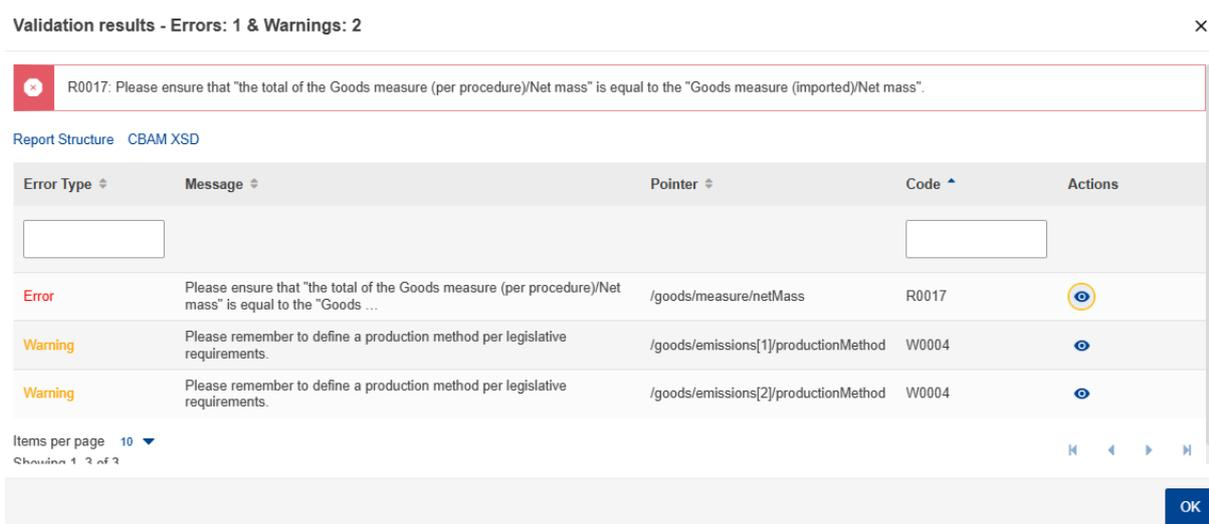 Validation results - Errors: 1 & Warnings: 2
R0017: Please ensure that "the total of the Goods measure (per procedure)/Net mass" is equal to the "Goods measure (imported)/Net mass".
Report Structure CBAM XSD
Error Type Message Pointer Code Actions
Error Please ensure that "the total of the Goods measure (per procedure)/Net /goods/measure/netMass R0017
mass" is equal to the "Goods ...
Warning Please remember to define a production method per legislative /goods/emissions[1]/productionMethod W0004
requirements.
Warning Please remember to define a production method per legislative /goods/emissions[2]/productionMethod W0004
requirements.
Items per page 10
Showing 1 3 of 3
OK